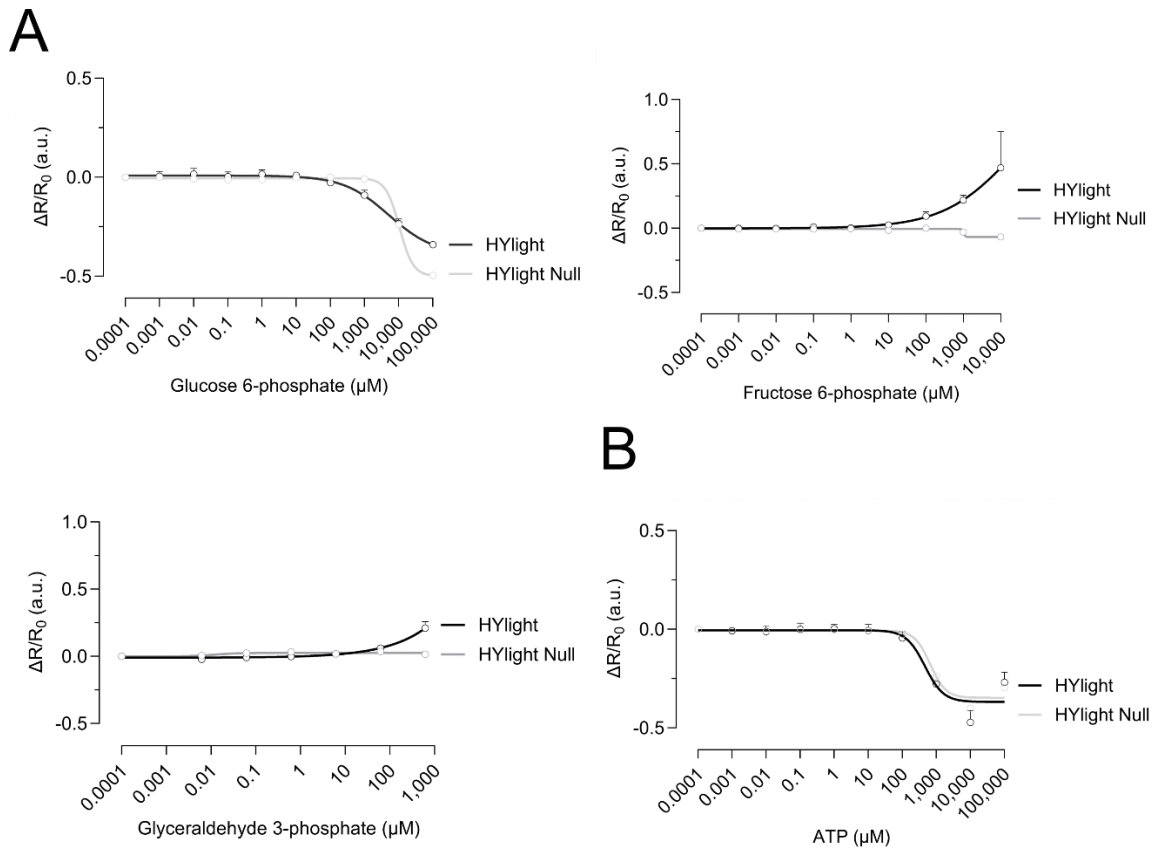 A
0.5
0.0
-0.5
ΔR/R0 (a.u.)
HYlight
HYlight Null
0.0001
0.001
0.01
0.1
1
10
100
1,000
10,000
100,000
Glucose 6-phosphate (µM)
1.0
0.5
0.0
-0.5
ΔR/R0 (a.u.)
HYlight
HYlight Null
0.0001
0.001
0.01
0.1
1
10
100
1,000
10,000
Fructose 6-phosphate (µM)
1.0
0.5
0.0
-0.5
ΔR/R0 (a.u.)
HYlight
HYlight Null
0.0001
0.001
0.01
0.1
1
10
100
1,000
Glyceraldehyde 3-phosphate (µM)
B
0.5
0.0
-0.5
ΔR/R0 (a.u.)
HYlight
HYlight Null
0.0001
0.001
0.01
0.1
1
10
100
1,000
10,000
100,000
ATP (µM)